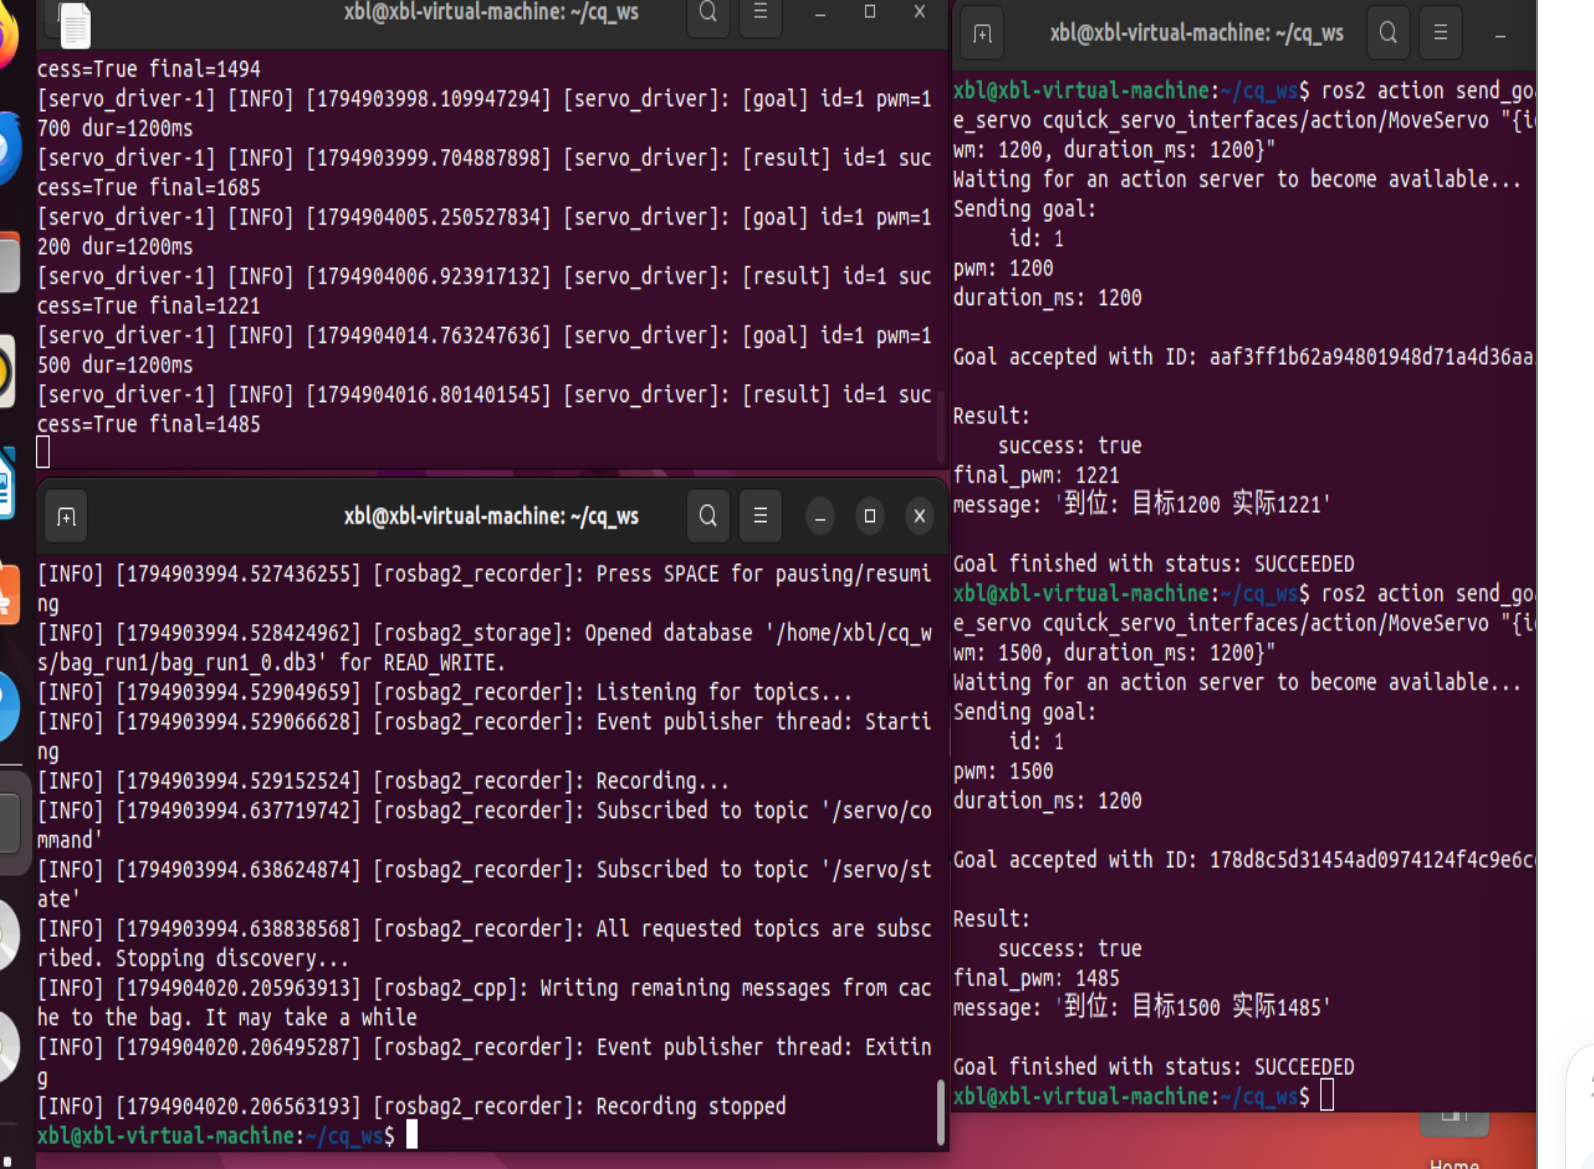 xbl@xbl-virtual-machine: ~/cq_ws
cess=True final=1494
[servo_driver-1] [INFO] [1794903998.109947294] [servo_driver]: [goal] id=1 pwm=1
700 dur=1200ms
[servo_driver-1] [INFO] [1794903999.704887898] [servo_driver]: [result] id=1 suc
cess=True final=1685
[servo_driver-1] [INFO] [1794904005.250527834] [servo_driver]: [goal] id=1 pwm=1
200 dur=1200ms
[servo_driver-1] [INFO] [1794904006.923917132] [servo_driver]: [result] id=1 suc
cess=True final=1221
[servo_driver-1] [INFO] [1794904014.763247636] [servo_driver]: [goal] id=1 pwm=1
500 dur=1200ms
[servo_driver-1] [INFO] [1794904016.801401545] [servo_driver]: [result] id=1 suc
cess=True final=1485
xbl@xbl-virtual-machine: ~/cq_ws
[INFO] [1794903994.527436255] [rosbag2_recorder]: Press SPACE for pausing/resumi
ng
[INFO] [1794903994.528424962] [rosbag2_storage]: Opened database '/home/xbl/cq_w
s/bag_run1/bag_run1_0.db3' for READ_WRITE.
[INFO] [1794903994.529049659] [rosbag2_recorder]: Listening for topics...
[INFO] [1794903994.529066628] [rosbag2_recorder]: Event publisher thread: Starti
ng
[INFO] [1794903994.529152524] [rosbag2_recorder]: Recording...
[INFO] [1794903994.637719742] [rosbag2_recorder]: Subscribed to topic '/servo/co
mmand'
[INFO] [1794903994.638624874] [rosbag2_recorder]: Subscribed to topic '/servo/st
ate'
[INFO] [1794903994.638838568] [rosbag2_recorder]: All requested topics are subsc
ribed. Stopping discovery...
[INFO] [1794904020.205963913] [rosbag2_cpp]: Writing remaining messages from cac
he to the bag. It may take a while
[INFO] [1794904020.206495287] [rosbag2_recorder]: Event publisher thread: Exitin
g
[INFO] [1794904020.206563193] [rosbag2_recorder]: Recording stopped
xbl@xbl-virtual-machine:~/cq_ws$
xbl@xbl-virtual-machine: ~/cq_ws
xbl@xbl-virtual-machine:~/cq_ws$ ros2 action send_go
e_servo cquick_servo_interfaces/action/MoveServo "{i
wm: 1200, duration_ms: 1200}"
Waiting for an action server to become available...
Sending goal:
id: 1
pwm: 1200
duration_ms: 1200
Goal accepted with ID: aaf3ff1b62a94801948d71a4d36aa
Result:
success: true
final_pwm: 1221
message: '到位: 目标1200 实际1221'
Goal finished with status: SUCCEEDED
xbl@xbl-virtual-machine:~/cq_ws$ ros2 action send_go
e_servo cquick_servo_interfaces/action/MoveServo "{i
wm: 1500, duration_ms: 1200}"
Waiting for an action server to become available...
Sending goal:
id: 1
pwm: 1500
duration_ms: 1200
Goal accepted with ID: 178d8c5d31454ad0974124f4c9e6c
Result:
success: true
final_pwm: 1485
message: '到位: 目标1500 实际1485'
Goal finished with status: SUCCEEDED
xbl@xbl-virtual-machine:~/cq_ws$
Home